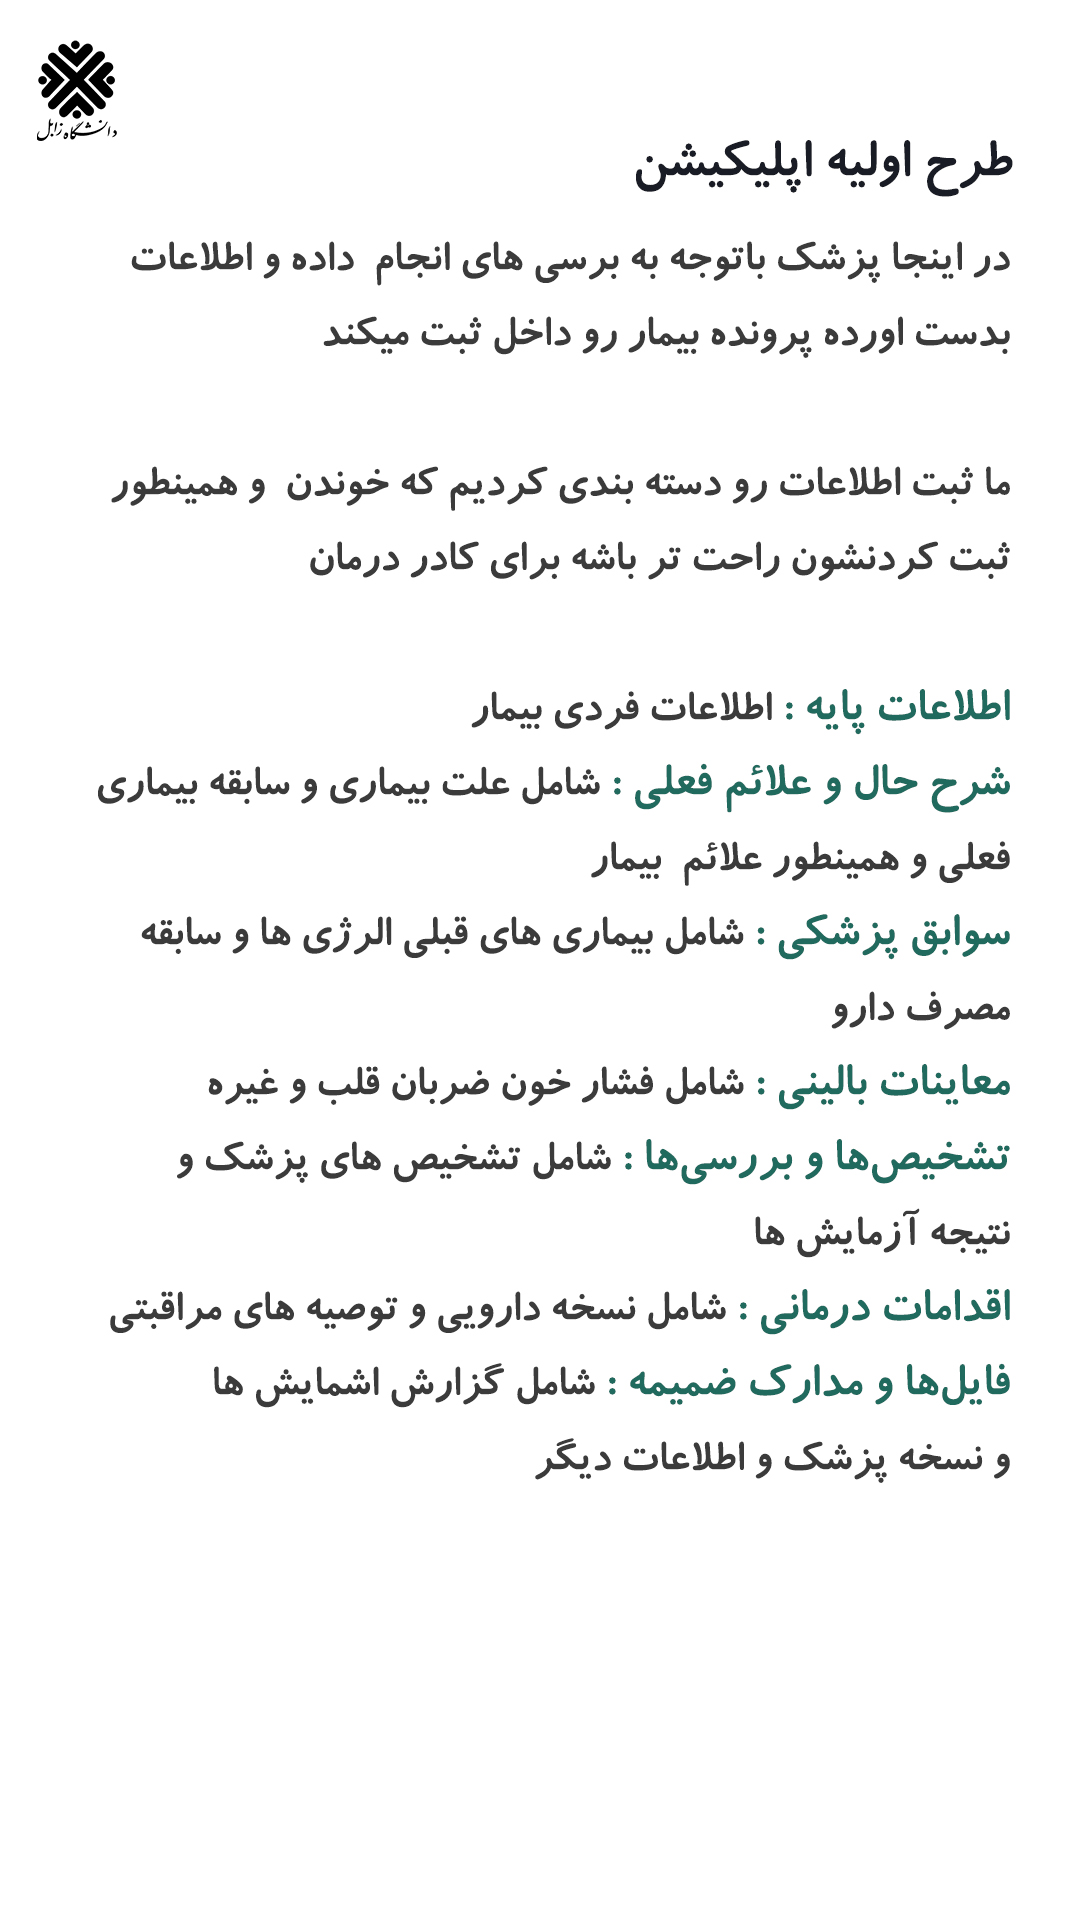 دانشگاه زابل
طرح اولیه اپلیکیشن
در اینجا پزشک باتوجه به برسی های انجام داده و اطلاعات
بدست اورده پرونده بیمار رو داخل ثبت میکند
ما ثبت اطلاعات رو دسته بندی کردیم که خوندن و همینطور
ثبت کردنشون راحت تر باشه برای کادر درمان
اطلاعات پایه : اطلاعات فردی بیمار
شرح حال و علائم فعلی : شامل علت بیماری و سابقه بیماری
فعلی و همینطور علائم بیمار
سوابق پزشکی : شامل بیماری های قبلی الرژی ها و سابقه
مصرف دارو
معاینات بالینی : شامل فشار خون ضربان قلب و غیره
تشخیص‌ها و بررسی‌ها : شامل تشخیص های پزشک و
نتیجه آزمایش ها
اقدامات درمانی : شامل نسخه دارویی و توصیه های مراقبتی
فایل‌ها و مدارک ضمیمه : شامل گزارش اشمایش ها
و نسخه پزشک و اطلاعات دیگر